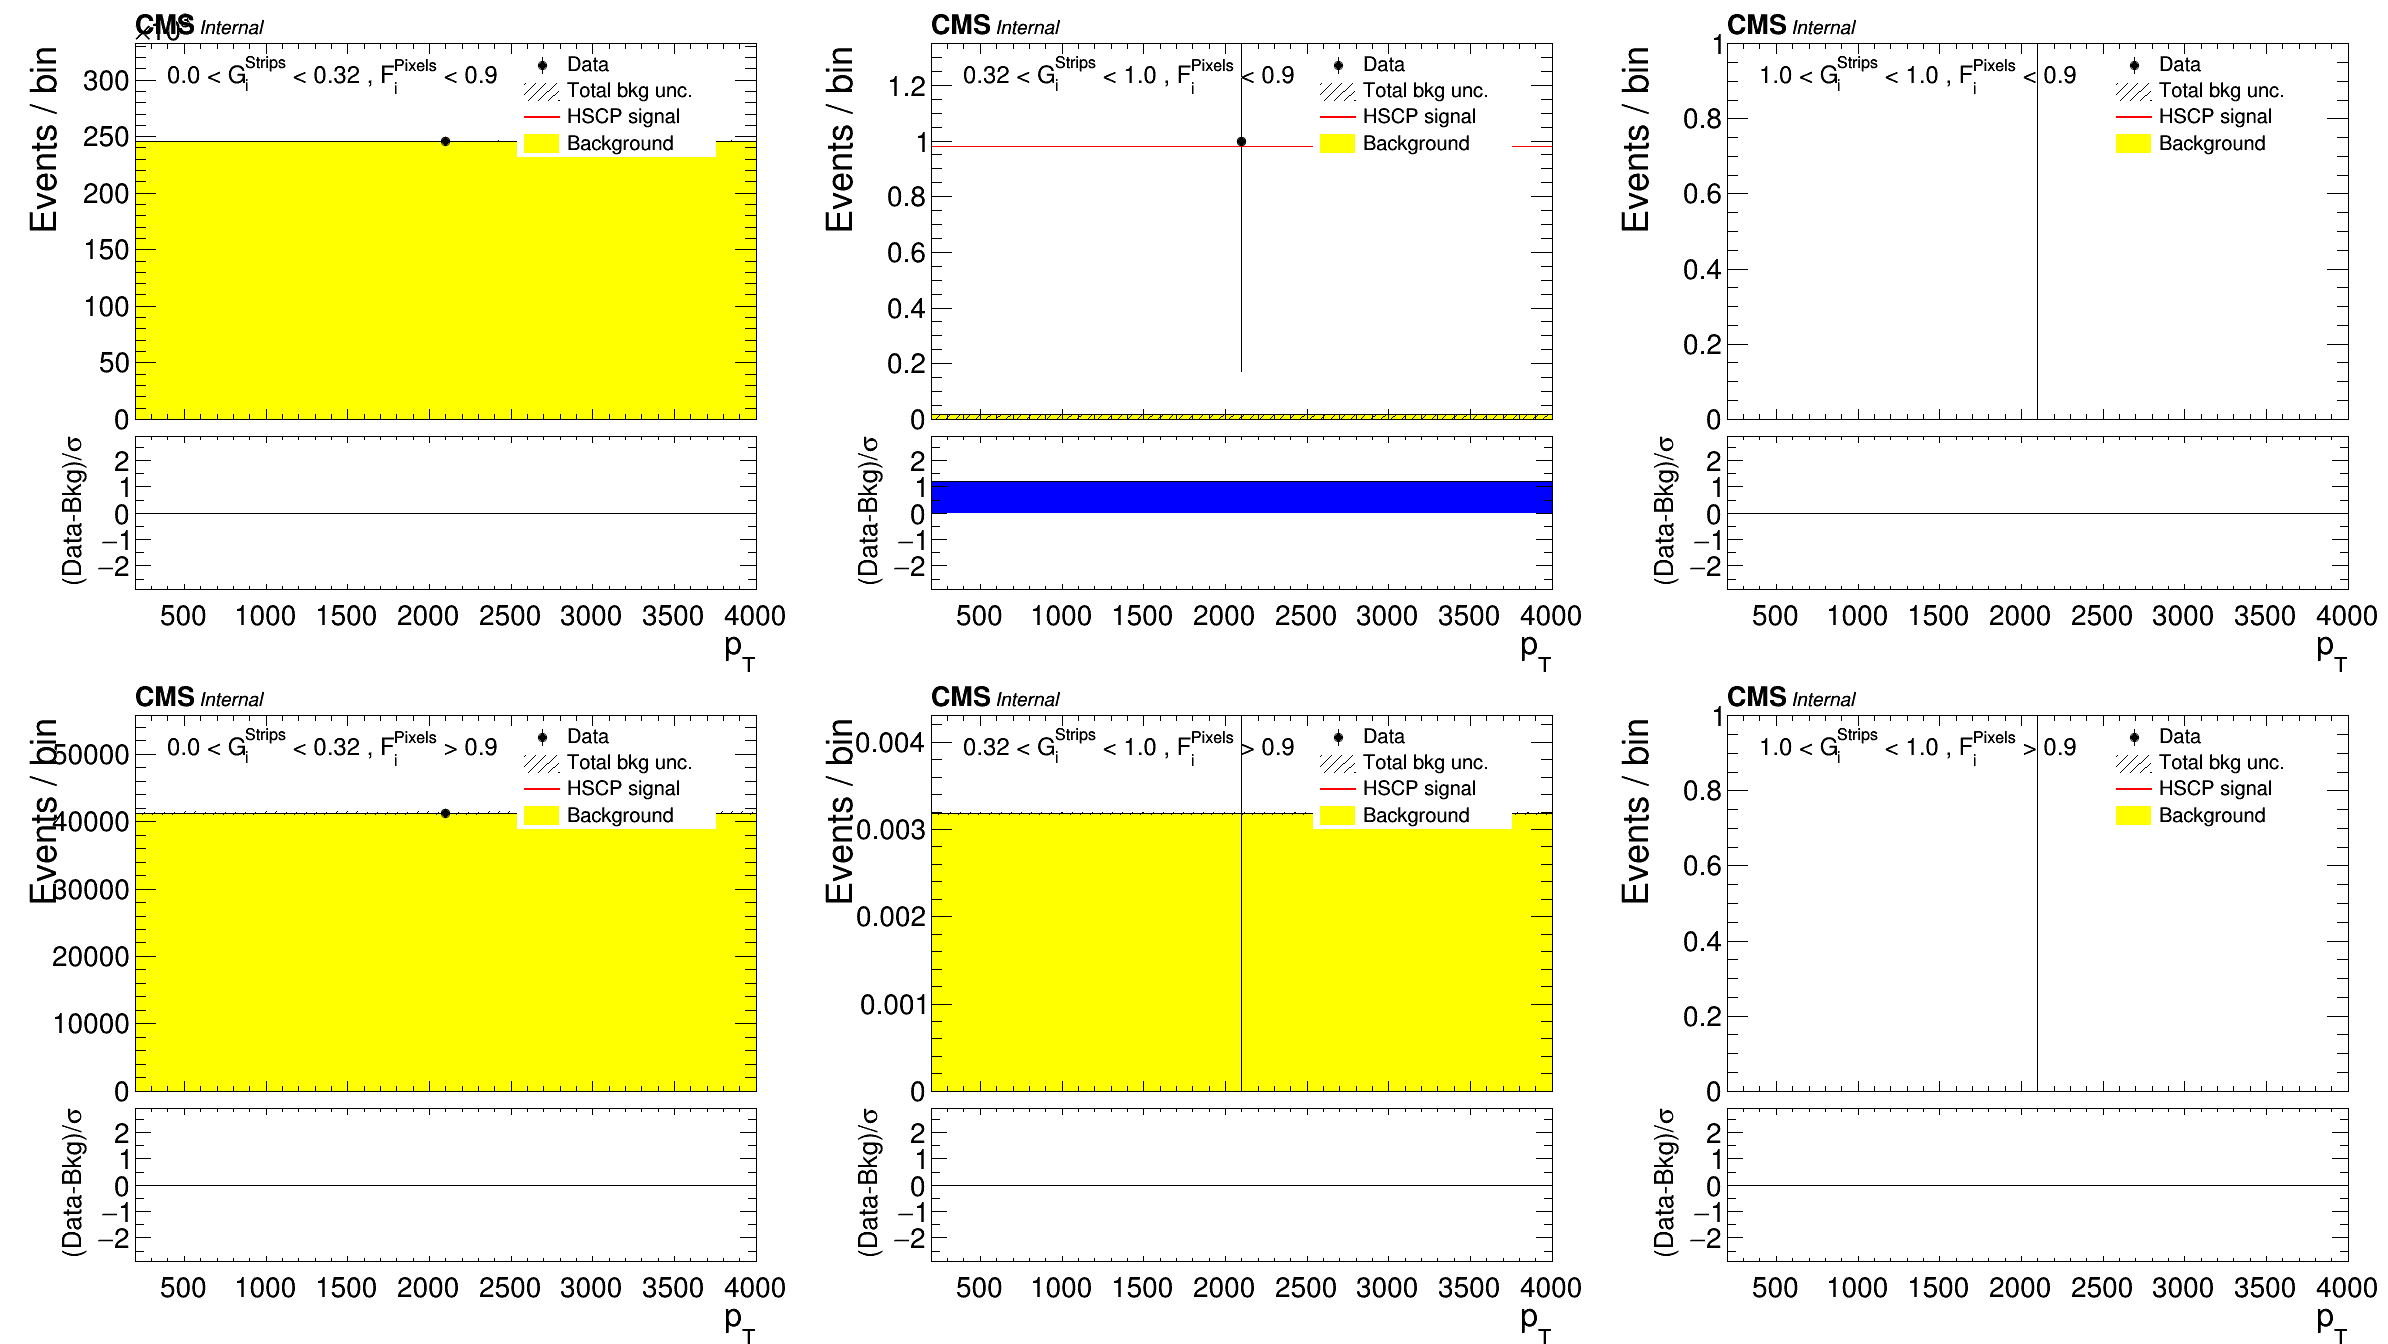 CMS Internal
×10³
Events / bin
0.0 < G_i^Strips < 0.32 , F_i^Pixels < 0.9
Data
Total bkg unc.
HSCP signal
Background
300
250
200
150
100
50
0
(Data-Bkg)/σ
2
1
0
−1
−2
500 1000 1500 2000 2500 3000 3500 4000
p_T
CMS Internal
Events / bin
0.32 < G_i^Strips < 1.0 , F_i^Pixels < 0.9
Data
Total bkg unc.
HSCP signal
Background
1.2
1
0.8
0.6
0.4
0.2
0
(Data-Bkg)/σ
2
1
0
−1
−2
500 1000 1500 2000 2500 3000 3500 4000
p_T
CMS Internal
Events / bin
1.0 < G_i^Strips < 1.0 , F_i^Pixels < 0.9
Data
Total bkg unc.
HSCP signal
Background
1
0.8
0.6
0.4
0.2
0
(Data-Bkg)/σ
2
1
0
−1
−2
500 1000 1500 2000 2500 3000 3500 4000
p_T
CMS Internal
Events / bin
0.0 < G_i^Strips < 0.32 , F_i^Pixels > 0.9
Data
Total bkg unc.
HSCP signal
Background
50000
40000
30000
20000
10000
0
(Data-Bkg)/σ
2
1
0
−1
−2
500 1000 1500 2000 2500 3000 3500 4000
p_T
CMS Internal
Events / bin
0.32 < G_i^Strips < 1.0 , F_i^Pixels > 0.9
Data
Total bkg unc.
HSCP signal
Background
0.004
0.003
0.002
0.001
0
(Data-Bkg)/σ
2
1
0
−1
−2
500 1000 1500 2000 2500 3000 3500 4000
p_T
CMS Internal
Events / bin
1.0 < G_i^Strips < 1.0 , F_i^Pixels > 0.9
Data
Total bkg unc.
HSCP signal
Background
1
0.8
0.6
0.4
0.2
0
(Data-Bkg)/σ
2
1
0
−1
−2
500 1000 1500 2000 2500 3000 3500 4000
p_T